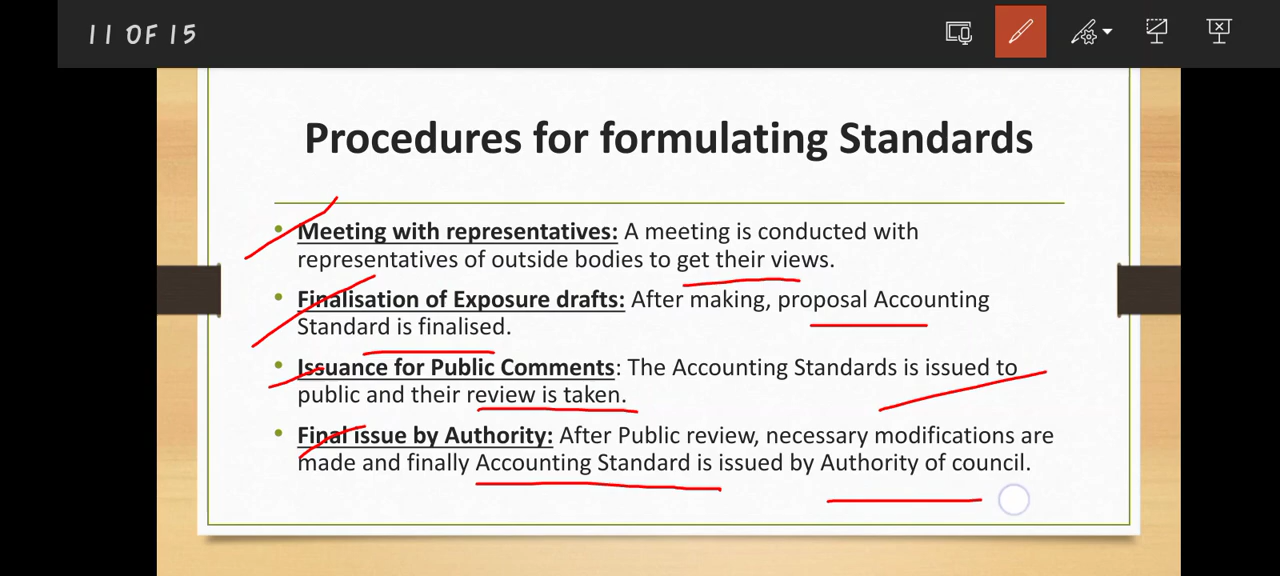 11 OF 15
Procedures for formulating Standards
• Meeting with representatives: A meeting is conducted with
representatives of outside bodies to get their views.
• Finalisation of Exposure drafts: After making, proposal Accounting
Standard is finalised.
• Issuance for Public Comments: The Accounting Standards is issued to
public and their review is taken.
• Final issue by Authority: After Public review, necessary modifications are
made and finally Accounting Standard is issued by Authority of council.